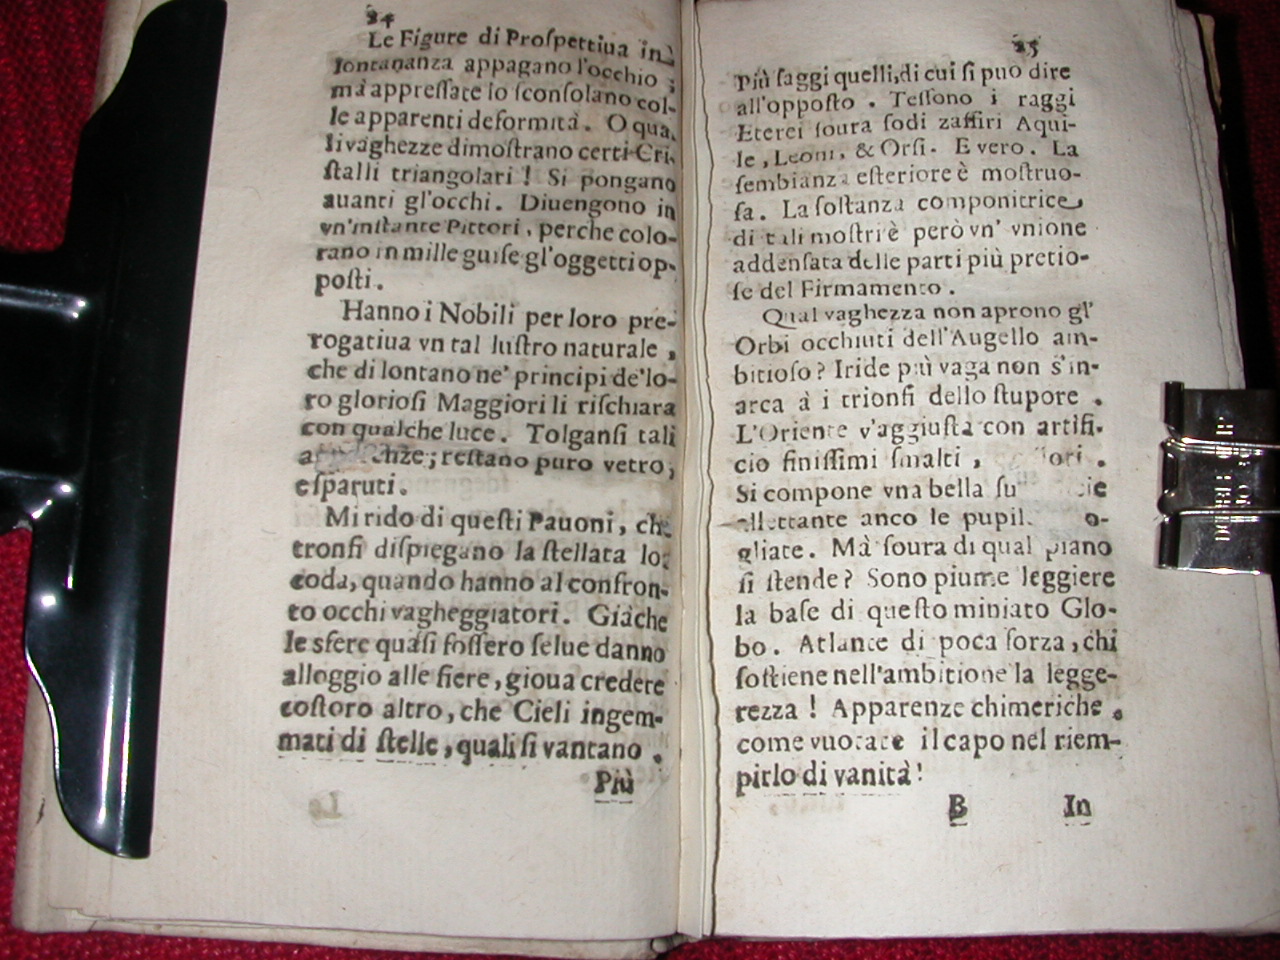 24
Le Figure di Proſpettiua in
lontananza appagano l'occhio ;
mà appreſſate lo ſconſolano col-
le apparenti deformità. O qua-
li vaghezze dimoſtrano certi Cri-
ſtalli triangolari ! Si pongano
auanti gl'occhi. Diuengono in
vn'inſtante Pittori, perche colo-
rano in mille guiſe gl'oggetti op-
poſti.
Hanno i Nobili per loro pre-
rogatiua vn tal luſtro naturale ,
che di lontano ne' principi de'lo-
ro glorioſi Maggiori li riſchiara
con qualche luce. Tolganſi tali
reſtano puro vetro,
e ſparuti.
Mi rido di queſti Pauoni, che
tronfi diſpiegano la ſtellata lor
coda, quando hanno al confron-
to occhi vagheggiatori. Giàche
le sfere quaſi foſſero ſelue danno
alloggio alle fiere, gioua credere
coſtoro altro, che Cieli ingem-
mati di ſtelle, quali ſi vantano .
Più
25
Più ſaggi quelli, di cui ſi può dire
all'oppoſto . Teſſono i raggi
Eterei ſoura ſodi zaffiri Aqui-
le, Leoni, & Orſi. E vero. La
ſembianza eſteriore è moſtruo-
ſa. La ſoſtanza componitrice
di tali moſtri è però vn' vnione
addenſata delle parti più pretio-
ſe del Firmamento .
Qual vaghezza non aprono gl'
Orbi occhiuti dell'Augello am-
bitioſo? Iride più vaga non s'in-
arca à i trionfi dello ſtupore .
L'Oriente v'aggiuſta con artifi-
cio finiſſimi ſmalti ,
Si compone vna bella
allettante anco le
gliate. Mà ſoura di qual piano
ſi ſtende? Sono piume leggiere
la baſe di queſto miniato Glo-
bo. Atlante di poca forza, chi
ſoſtiene nell'ambitione la legge-
rezza ! Apparenze chimeriche ,
come vuotate il capo nel riem-
pirlo di vanità!
B In